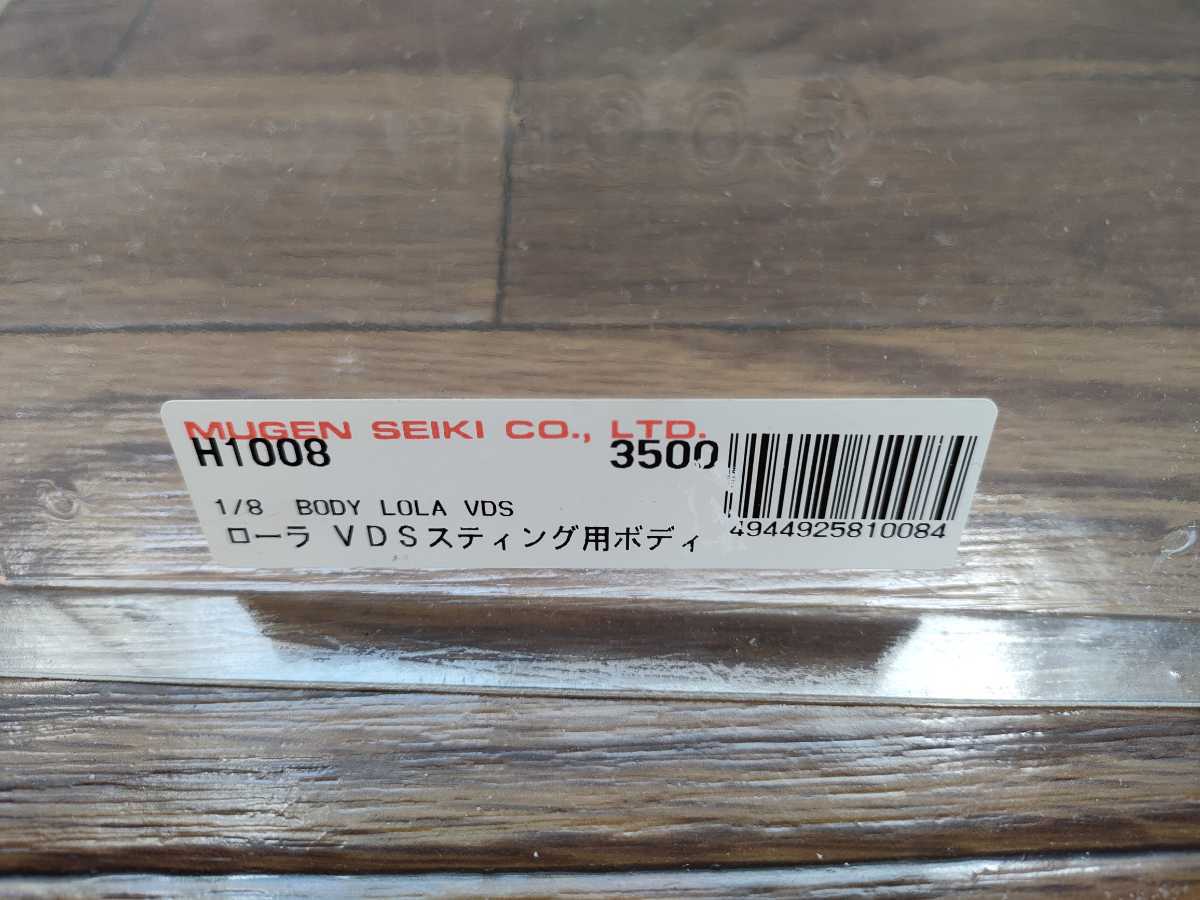 MUGEN SEIKI CO., LTD.
H1008 3500
1/8 BODY LOLA VDS
ローラ VDSスティング用ボディ
4944925810084